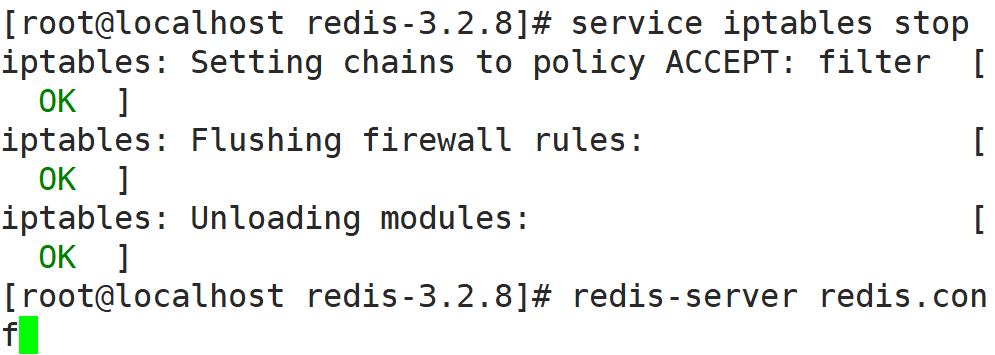 [root@localhost redis-3.2.8]# service iptables stop
iptables: Setting chains to policy ACCEPT: filter  [
  OK  ]
iptables: Flushing firewall rules:                 [
  OK  ]
iptables: Unloading modules:                       [
  OK  ]
[root@localhost redis-3.2.8]# redis-server redis.con
f